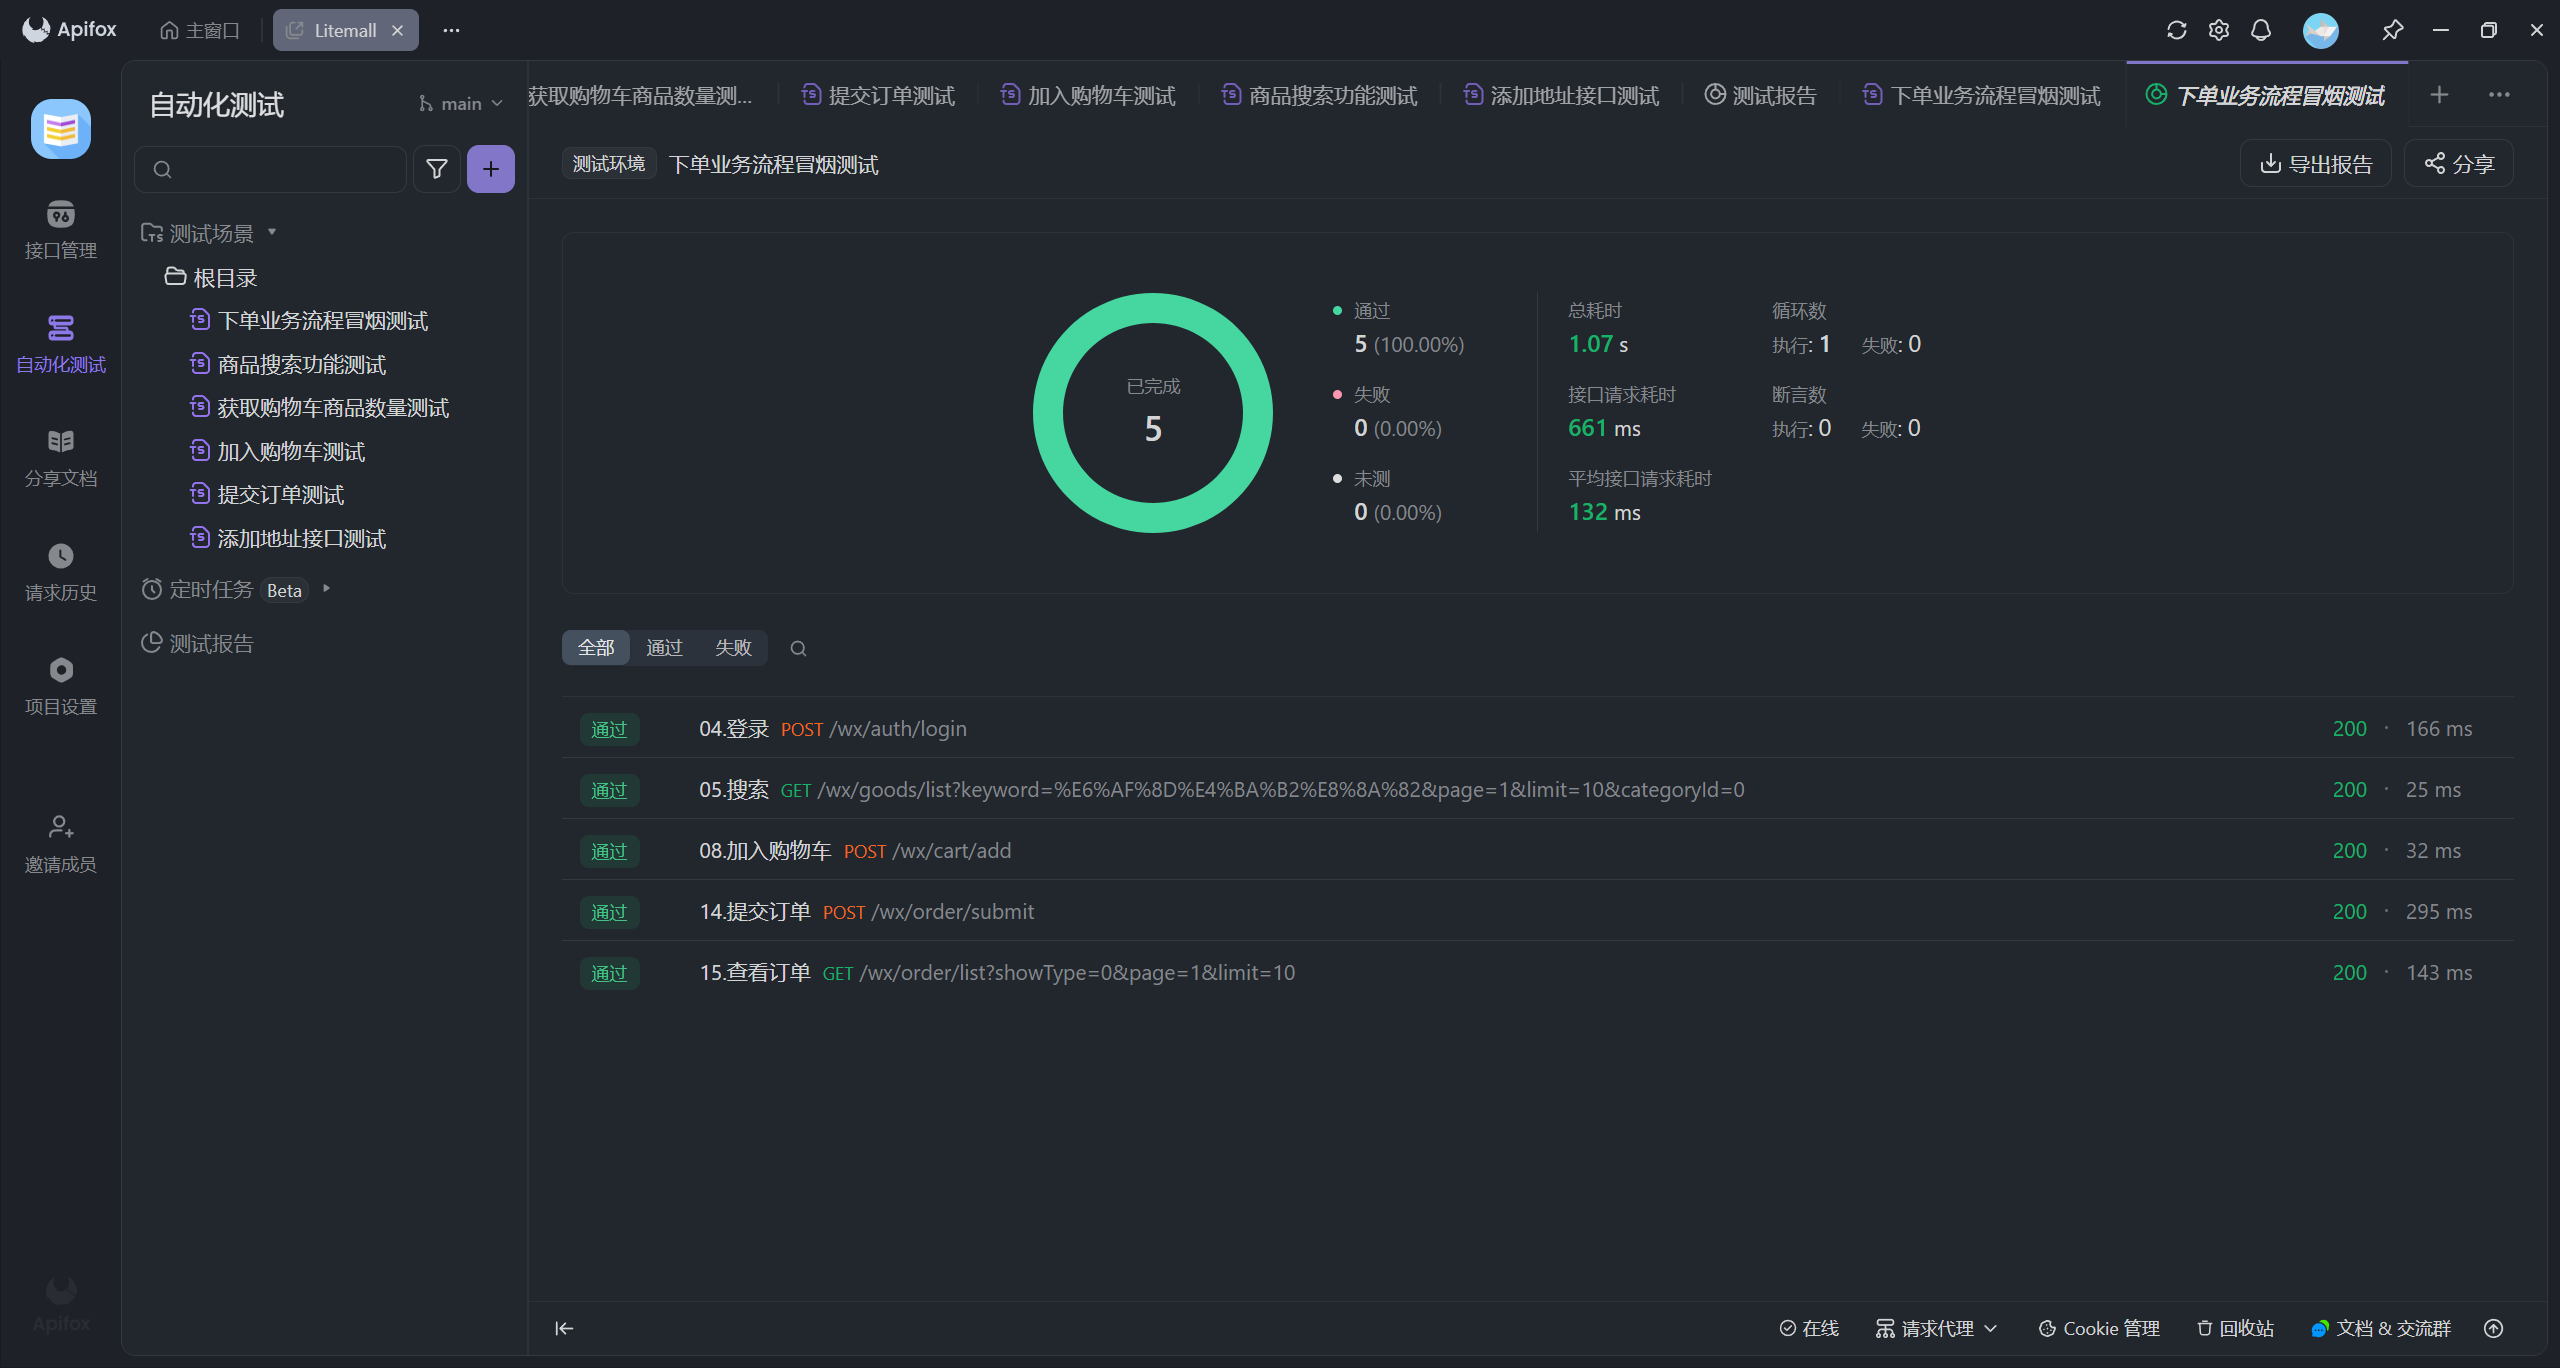 Apifox
主窗口
Litemall
自动化测试
main
获取购物车商品数量测...
提交订单测试
加入购物车测试
商品搜索功能测试
添加地址接口测试
测试报告
下单业务流程冒烟测试
下单业务流程冒烟测试
接口管理
自动化测试
分享文档
请求历史
项目设置
邀请成员
Apifox
测试场景
根目录
下单业务流程冒烟测试
商品搜索功能测试
获取购物车商品数量测试
加入购物车测试
提交订单测试
添加地址接口测试
定时任务 Beta
测试报告
测试环境 下单业务流程冒烟测试
导出报告
分享
已完成
5
通过
5 (100.00%)
失败
0 (0.00%)
未测
0 (0.00%)
总耗时
1.07 s
接口请求耗时
661 ms
平均接口请求耗时
132 ms
循环数
执行: 1 失败: 0
断言数
执行: 0 失败: 0
全部 通过 失败
通过 04.登录 POST /wx/auth/login 200 · 166 ms
通过 05.搜索 GET /wx/goods/list?keyword=%E6%AF%8D%E4%BA%B2%E8%8A%82&page=1&limit=10&categoryId=0 200 · 25 ms
通过 08.加入购物车 POST /wx/cart/add 200 · 32 ms
通过 14.提交订单 POST /wx/order/submit 200 · 295 ms
通过 15.查看订单 GET /wx/order/list?showType=0&page=1&limit=10 200 · 143 ms
在线 请求代理 Cookie 管理 回收站 文档 & 交流群